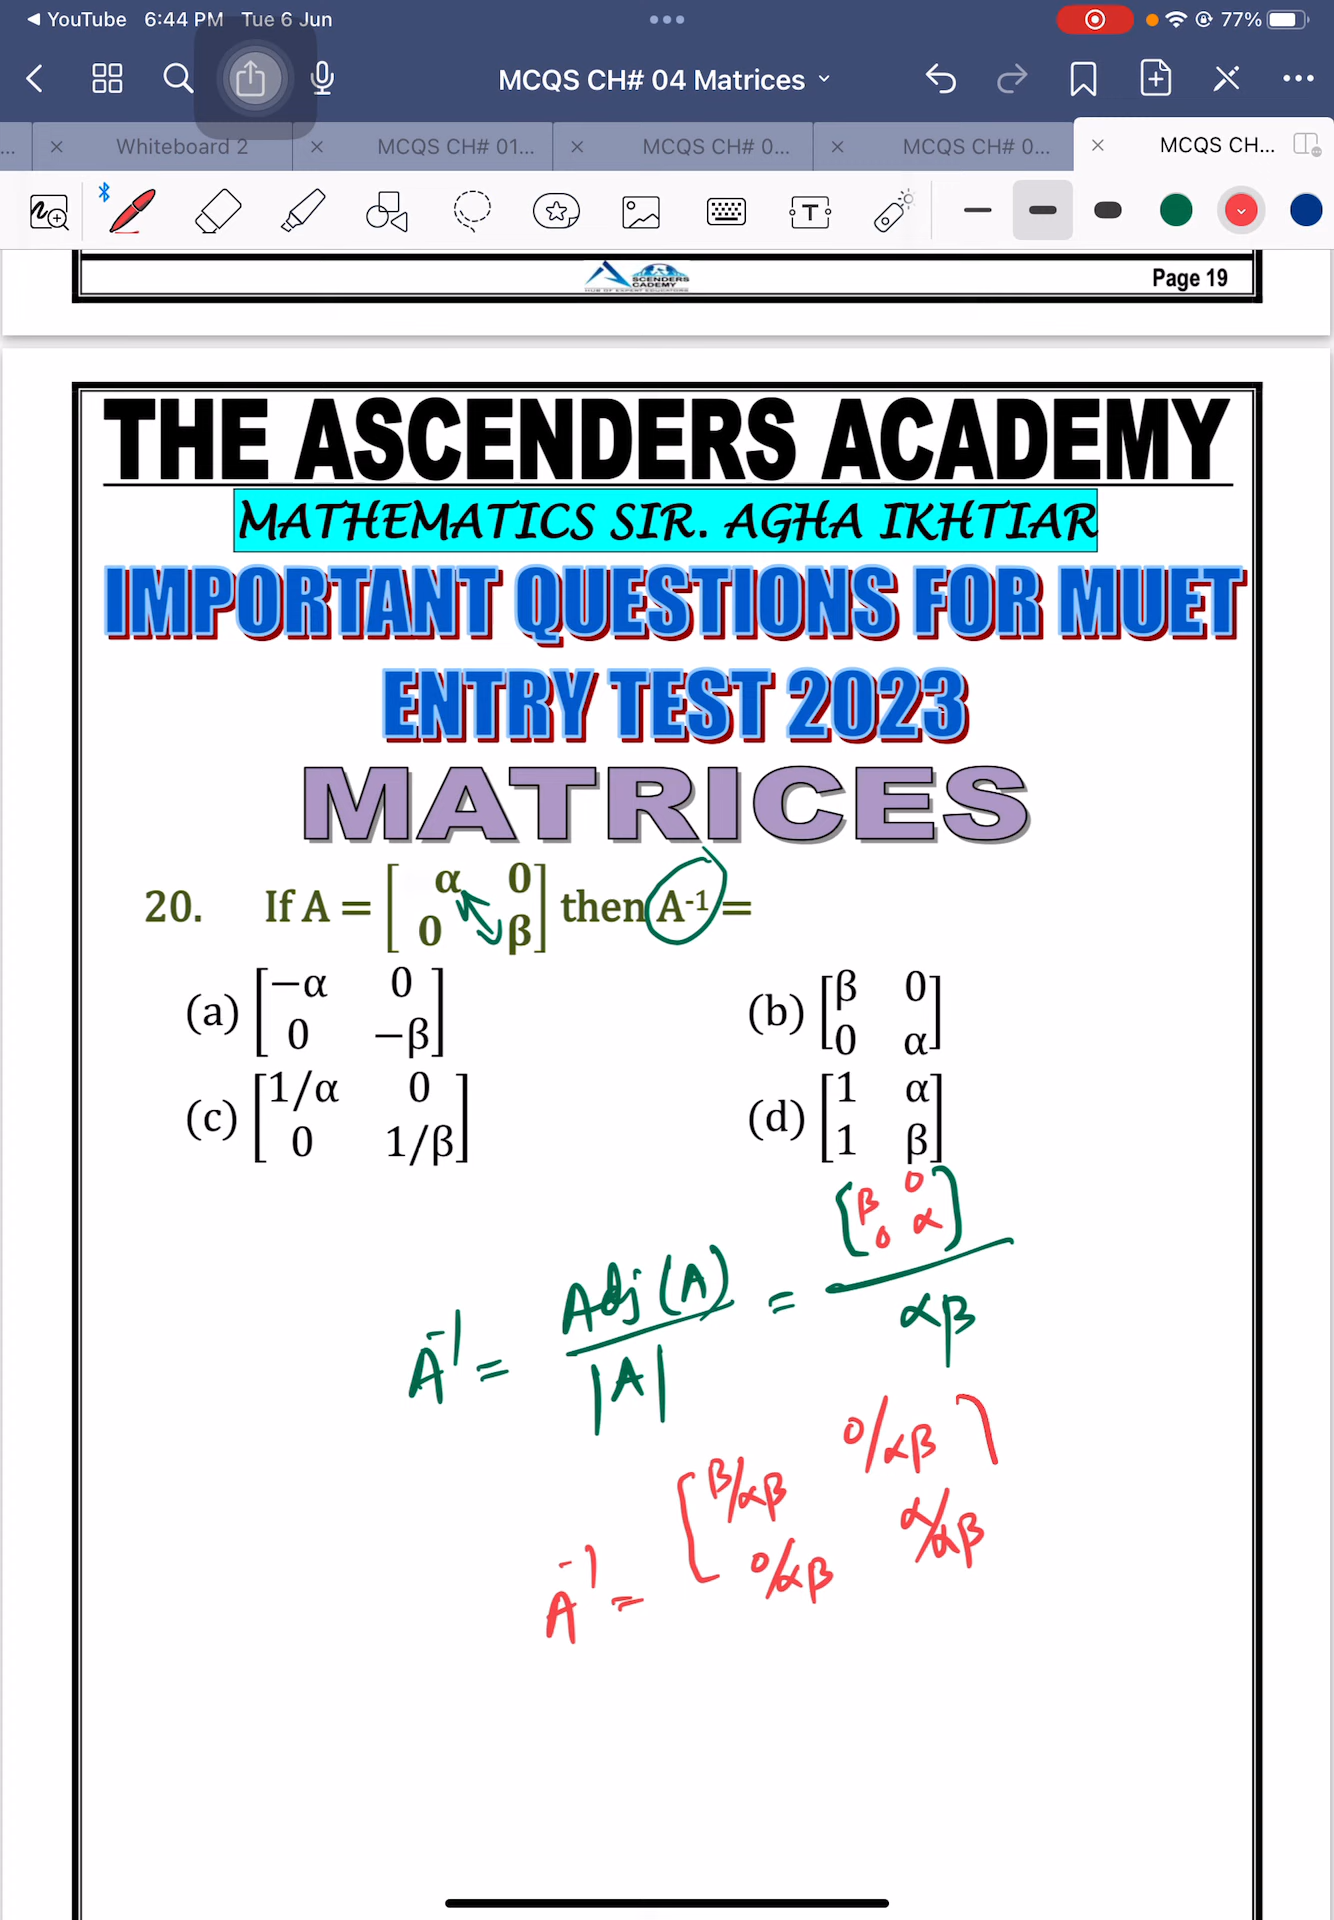 YouTube 6:44 PM Tue 6 Jun 77%
MCQS CH# 04 Matrices
... Whiteboard 2 MCQS CH# 01... MCQS CH# 0... MCQS CH# 0... MCQS CH...
T
SCENDERS
CADEMY
Page 19
THE ASCENDERS ACADEMY
MATHEMATICS SIR. AGHA IKHTIAR
IMPORTANT QUESTIONS FOR MUET
ENTRY TEST 2023
MATRICES
20. If A = [α 0
0 β] then A⁻¹ =
(a) [−α 0
0 −β]
(b) [β 0
0 α]
(c) [1/α 0
0 1/β]
(d) [1 α
1 β]
A⁻¹ = Adj(A)/|A| = [β 0
0 α]/αβ
A⁻¹ = [β/αβ 0/αβ
0/αβ α/αβ]